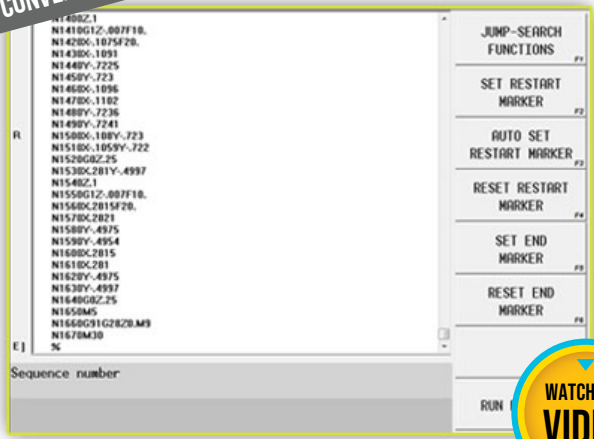 N1400Z.1
N1410G1Z-.007F10.
N1420X-.1075F20.
N1430X-.1091
N1440Y-.7225
N1450Y-.723
N1460X-.1096
N1470X-.1102
N1480Y-.7236
N1490Y-.7241
R
N1500X-.108Y-.723
N1510X-.1059Y-.722
N1520G0Z.25
N1530X.281Y-.4997
N1540Z.1
N1550G1Z-.007F10.
N1560X.2815F20.
N1570X.2821
N1580Y-.4975
N1590Y-.4954
N1600X.2815
N1610X.281
N1620Y-.4975
N1630Y-.4997
N1640G0Z.25
N1650M5
N1660G91G28Z0.M9
N1670M30
E]
%
Sequence number
JUMP-SEARCH
FUNCTIONS
F1
SET RESTART
MARKER
F2
AUTO SET
RESTART MARKER
F3
RESET RESTART
MARKER
F4
SET END
MARKER
F5
RESET END
MARKER
F6
RUN
WATCH